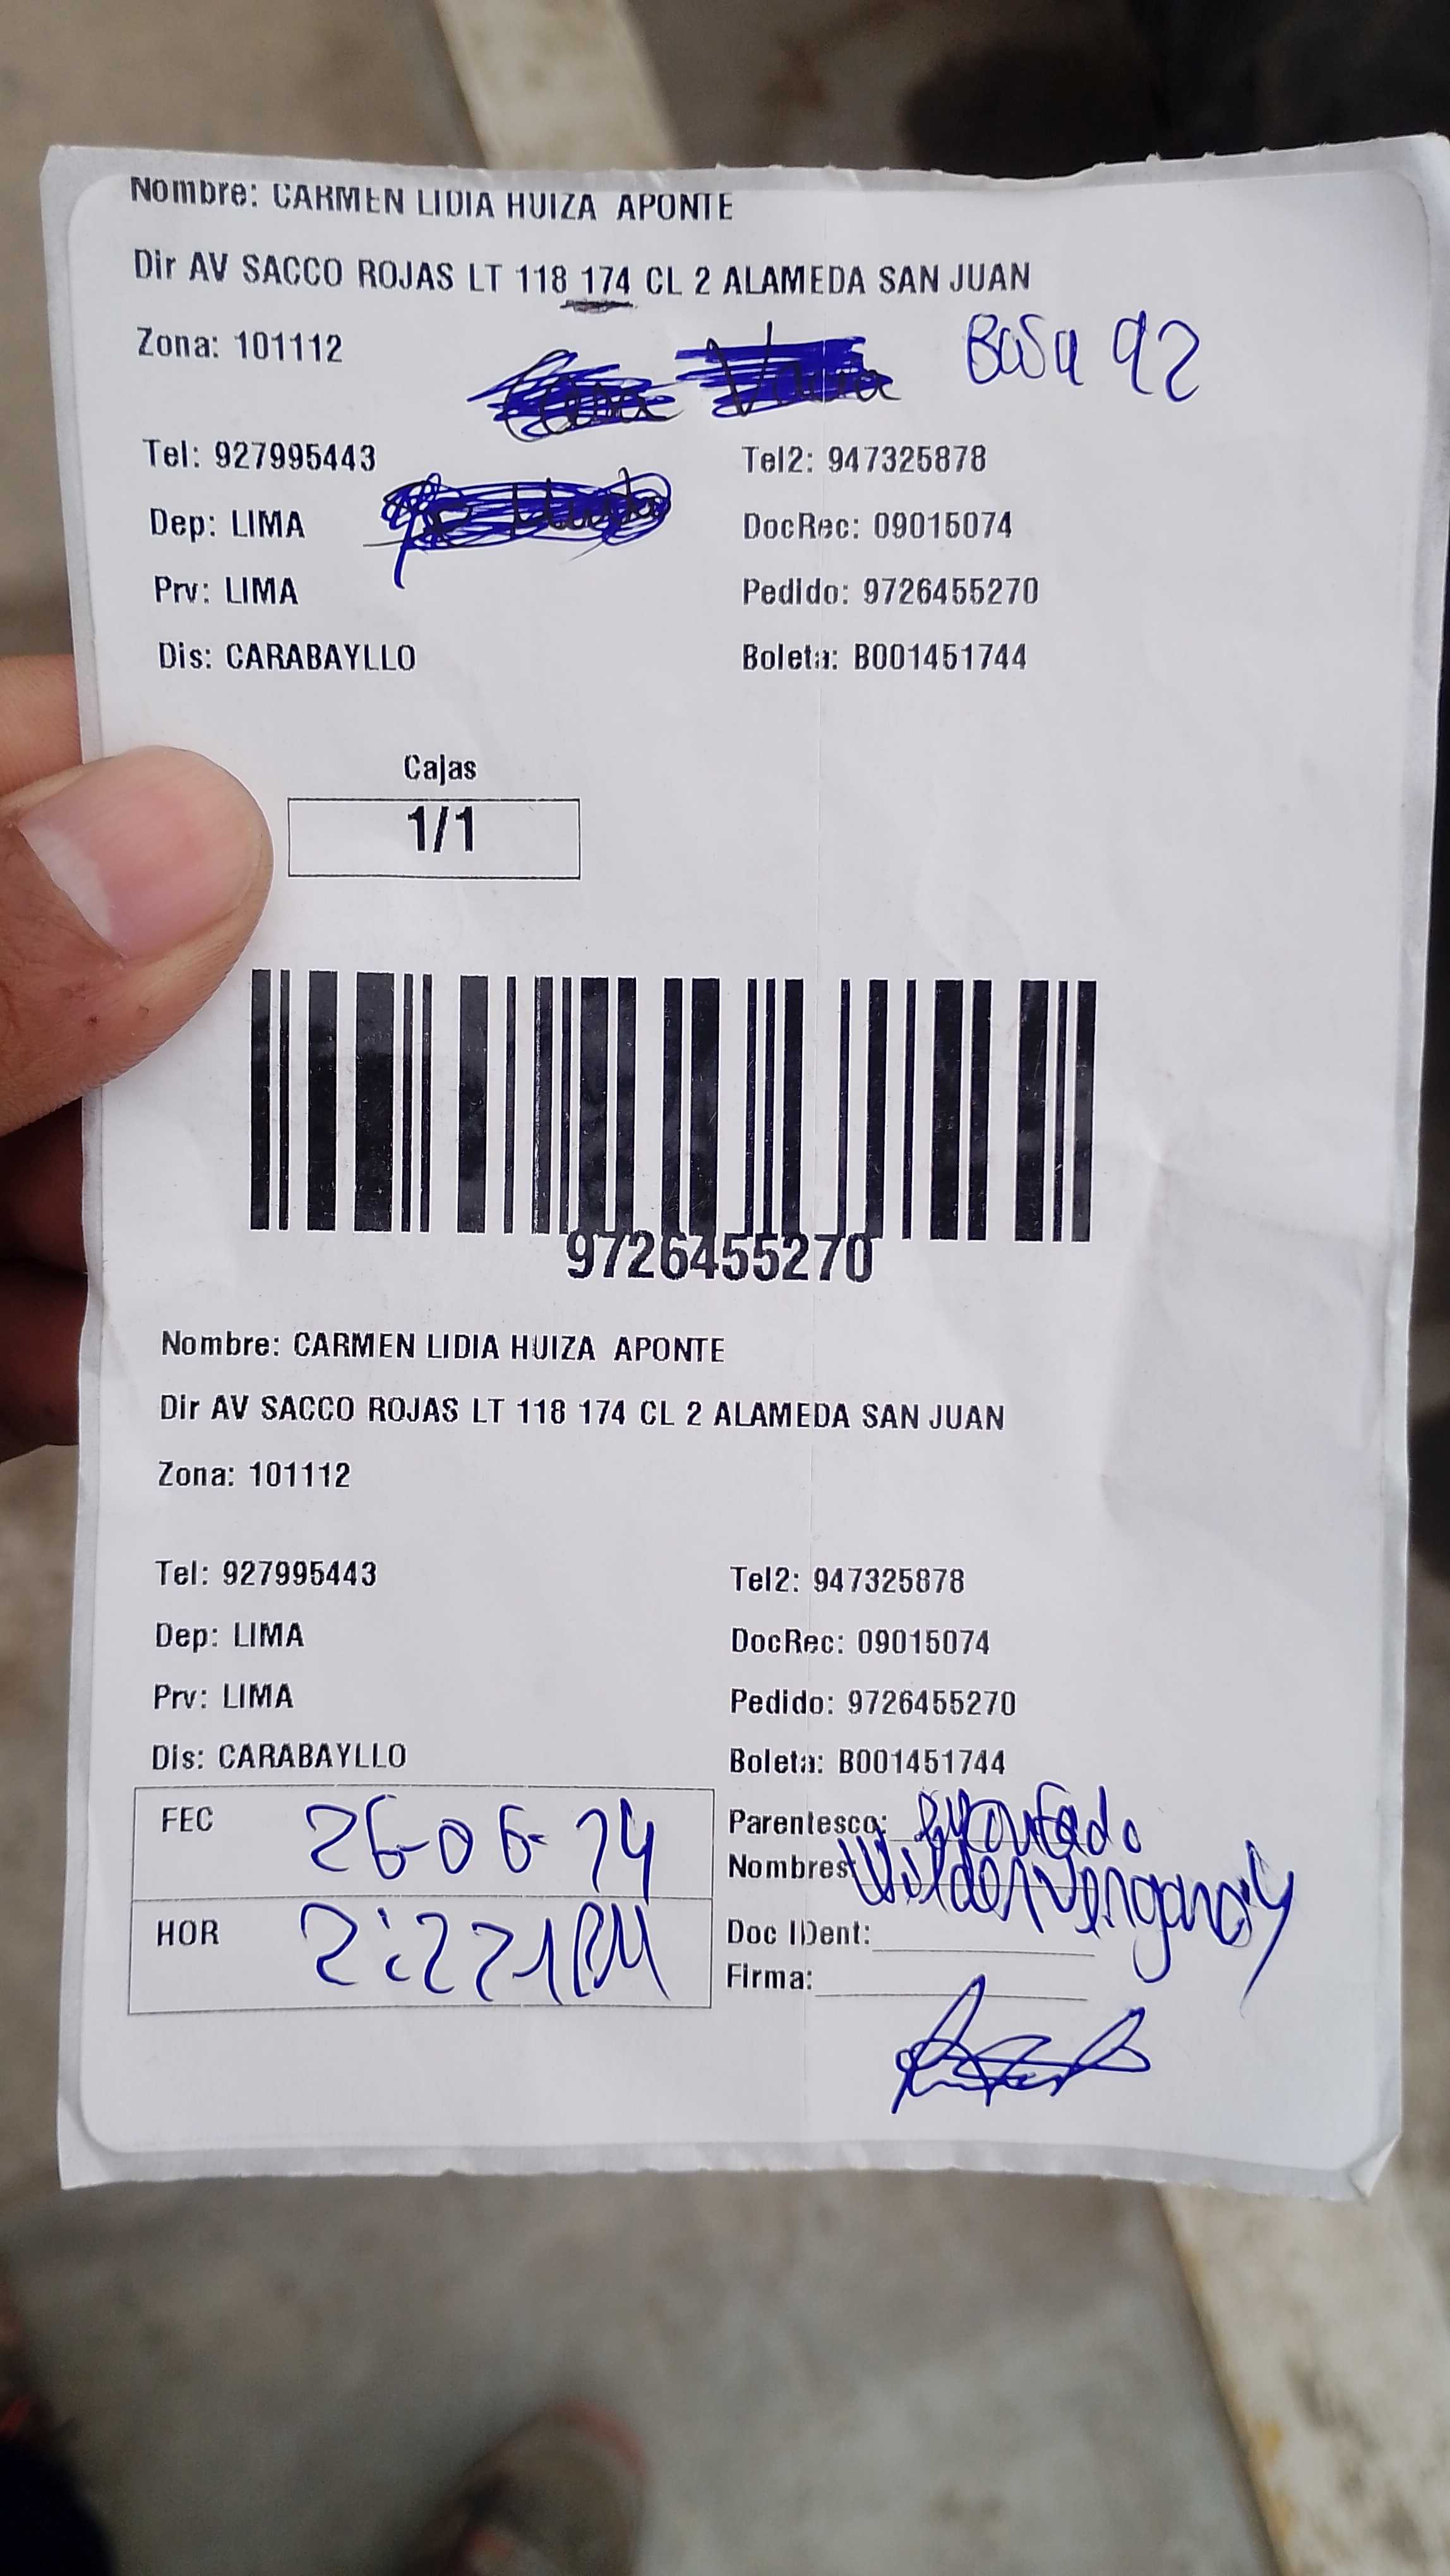 Nombre: CARMEN LIDIA HUIZA APONTE
Dir AV SACCO ROJAS LT 118 174 CL 2 ALAMEDA SAN JUAN
Zona: 101112
Casa 92
Tel: 927995443 Tel2: 947325878
Dep: LIMA DocRec: 09015074
Prv: LIMA Pedido: 9726455270
Dis: CARABAYLLO Boleta: B001451744
Cajas
1/1
9726455270
Nombre: CARMEN LIDIA HUIZA APONTE
Dir AV SACCO ROJAS LT 118 174 CL 2 ALAMEDA SAN JUAN
Zona: 101112
Tel: 927995443 Tel2: 947325878
Dep: LIMA DocRec: 09015074
Prv: LIMA Pedido: 9726455270
Dis: CARABAYLLO Boleta: B001451744
FEC 26-06-24 Parentesco:
Nombres Wilder
HOR Doc IDent:
Firma: